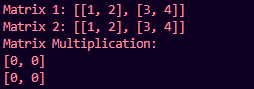 Matrix 1: [[1, 2], [3, 4]]
Matrix 2: [[1, 2], [3, 4]]
Matrix Multiplication:
[0, 0]
[0, 0]